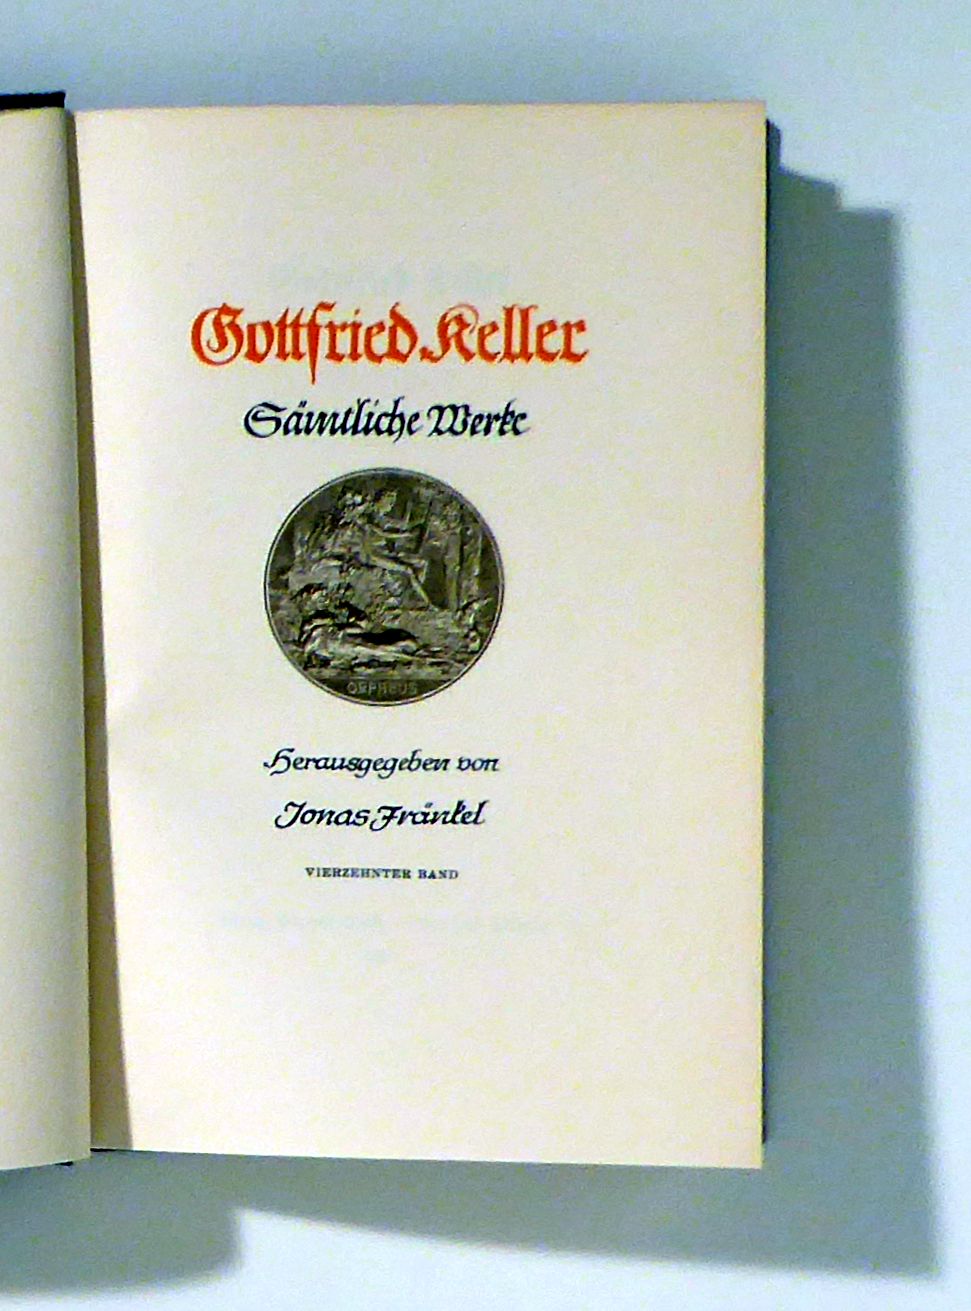 Gottfried Keller
Sämtliche Werke
ORPHEUS
Herausgegeben von
Jonas Fränkel
VIERZEHNTER BAND